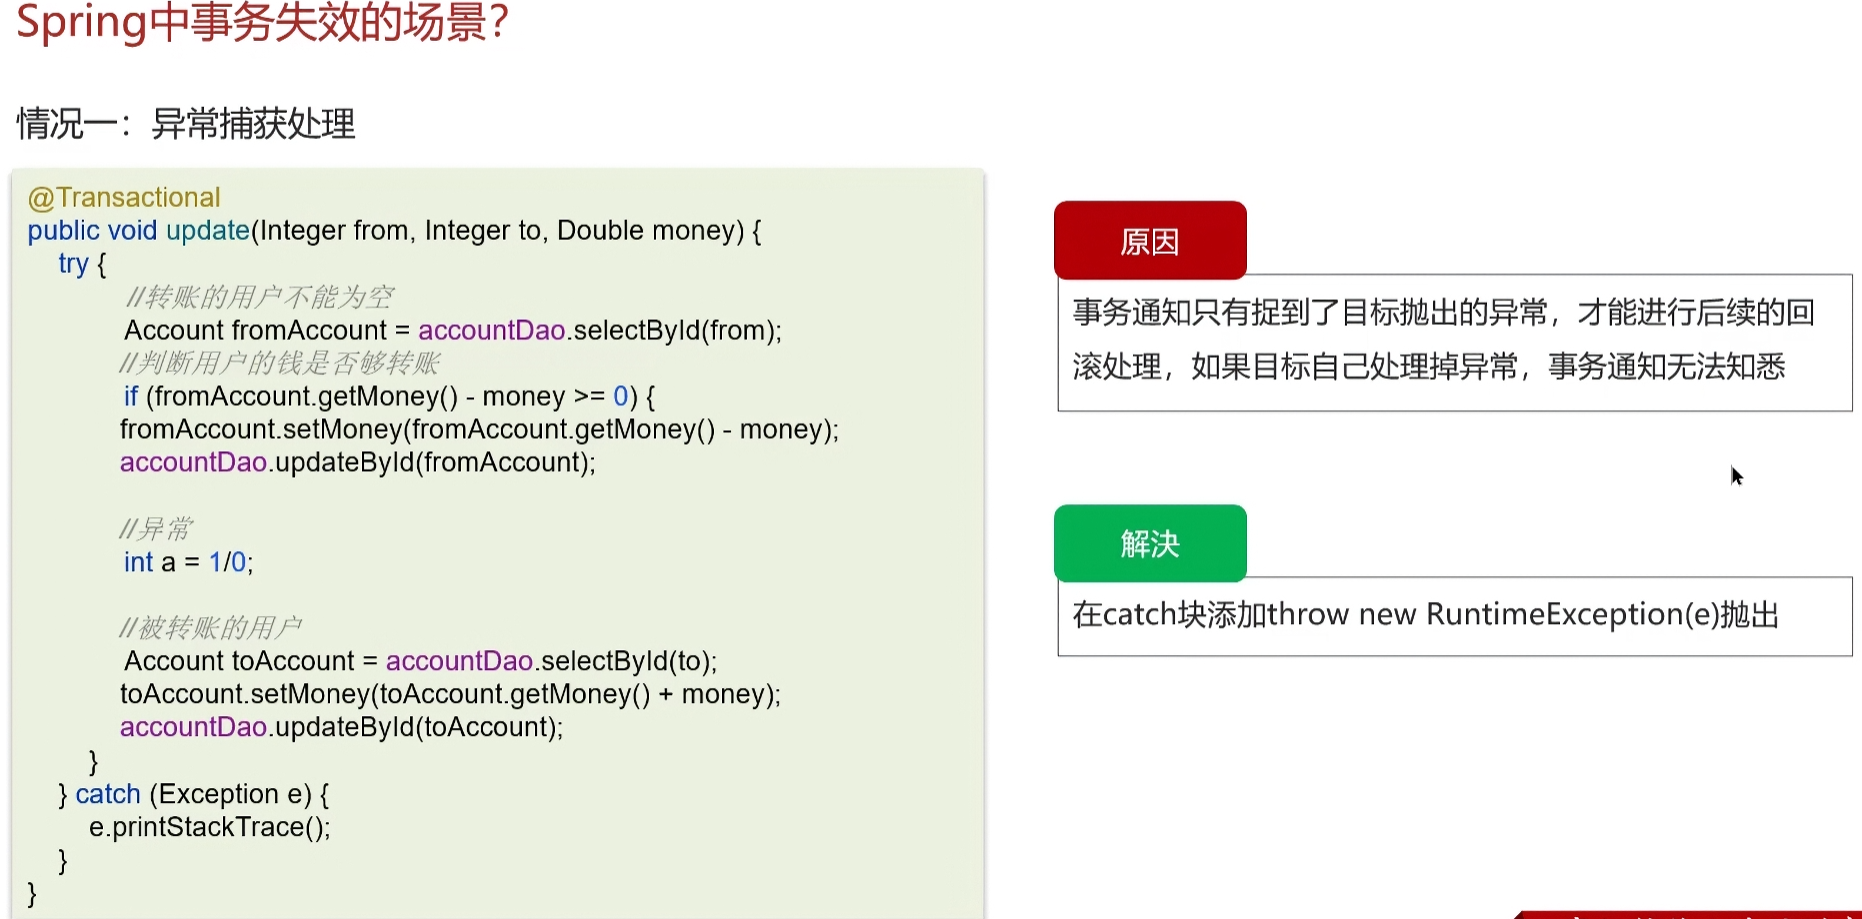 Spring中事务失效的场景？
情况一：异常捕获处理
@Transactional
public void update(Integer from, Integer to, Double money) {
try {
//转账的用户不能为空
Account fromAccount = accountDao.selectById(from);
//判断用户的钱是否够转账
if (fromAccount.getMoney() - money >= 0) {
fromAccount.setMoney(fromAccount.getMoney() - money);
accountDao.updateById(fromAccount);
//异常
int a = 1/0;
//被转账的用户
Account toAccount = accountDao.selectById(to);
toAccount.setMoney(toAccount.getMoney() + money);
accountDao.updateById(toAccount);
}
} catch (Exception e) {
e.printStackTrace();
}
}
原因
事务通知只有捉到了目标抛出的异常，才能进行后续的回
滚处理，如果目标自己处理掉异常，事务通知无法知悉
解决
在catch块添加throw new RuntimeException(e)抛出